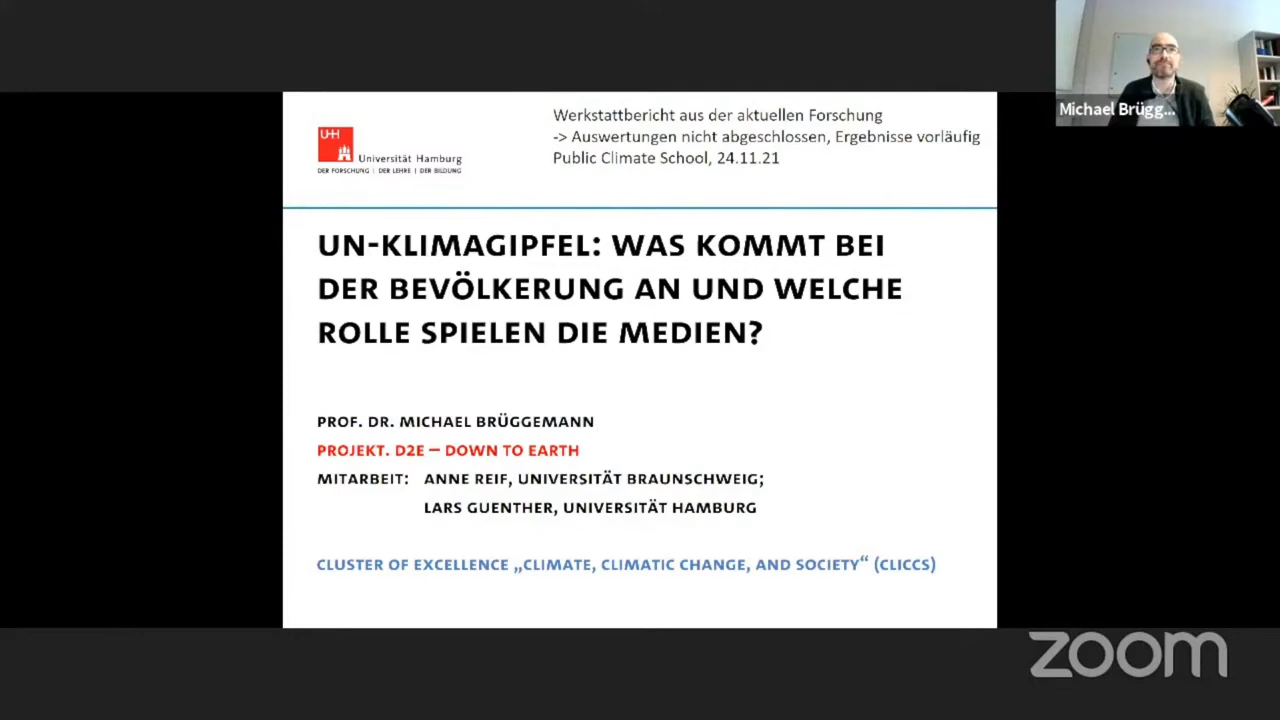 Michael Brügg...
Werkstattbericht aus der aktuellen Forschung
-> Auswertungen nicht abgeschlossen, Ergebnisse vorläufig
Public Climate School, 24.11.21
UH
Universität Hamburg
DER FORSCHUNG | DER LEHRE | DER BILDUNG
UN-KLIMAGIPFEL: WAS KOMMT BEI
DER BEVÖLKERUNG AN UND WELCHE
ROLLE SPIELEN DIE MEDIEN?
PROF. DR. MICHAEL BRÜGGEMANN
PROJEKT. D2E – DOWN TO EARTH
MITARBEIT: ANNE REIF, UNIVERSITÄT BRAUNSCHWEIG;
LARS GUENTHER, UNIVERSITÄT HAMBURG
CLUSTER OF EXCELLENCE „CLIMATE, CLIMATIC CHANGE, AND SOCIETY“ (CLICCS)
zoom